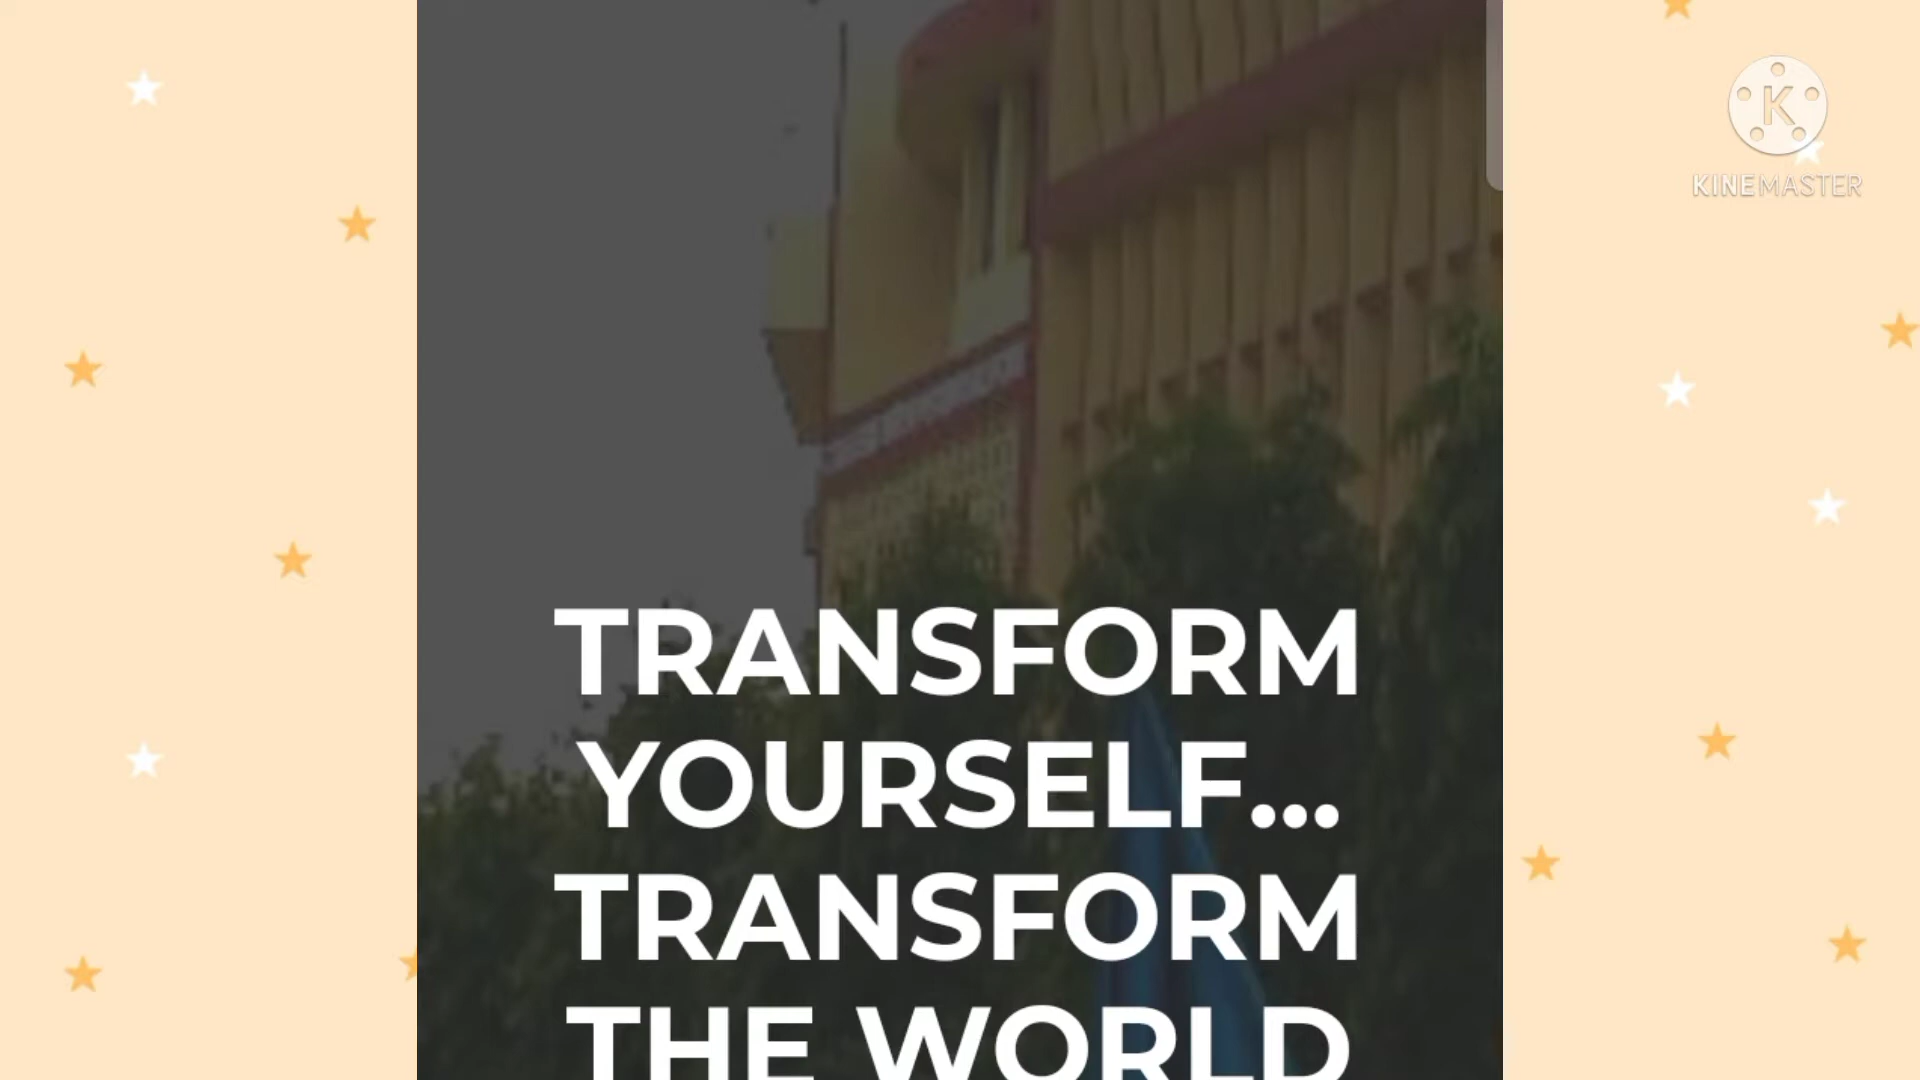 K
KINEMASTER
TRANSFORM
YOURSELF...
TRANSFORM
THE WORLD